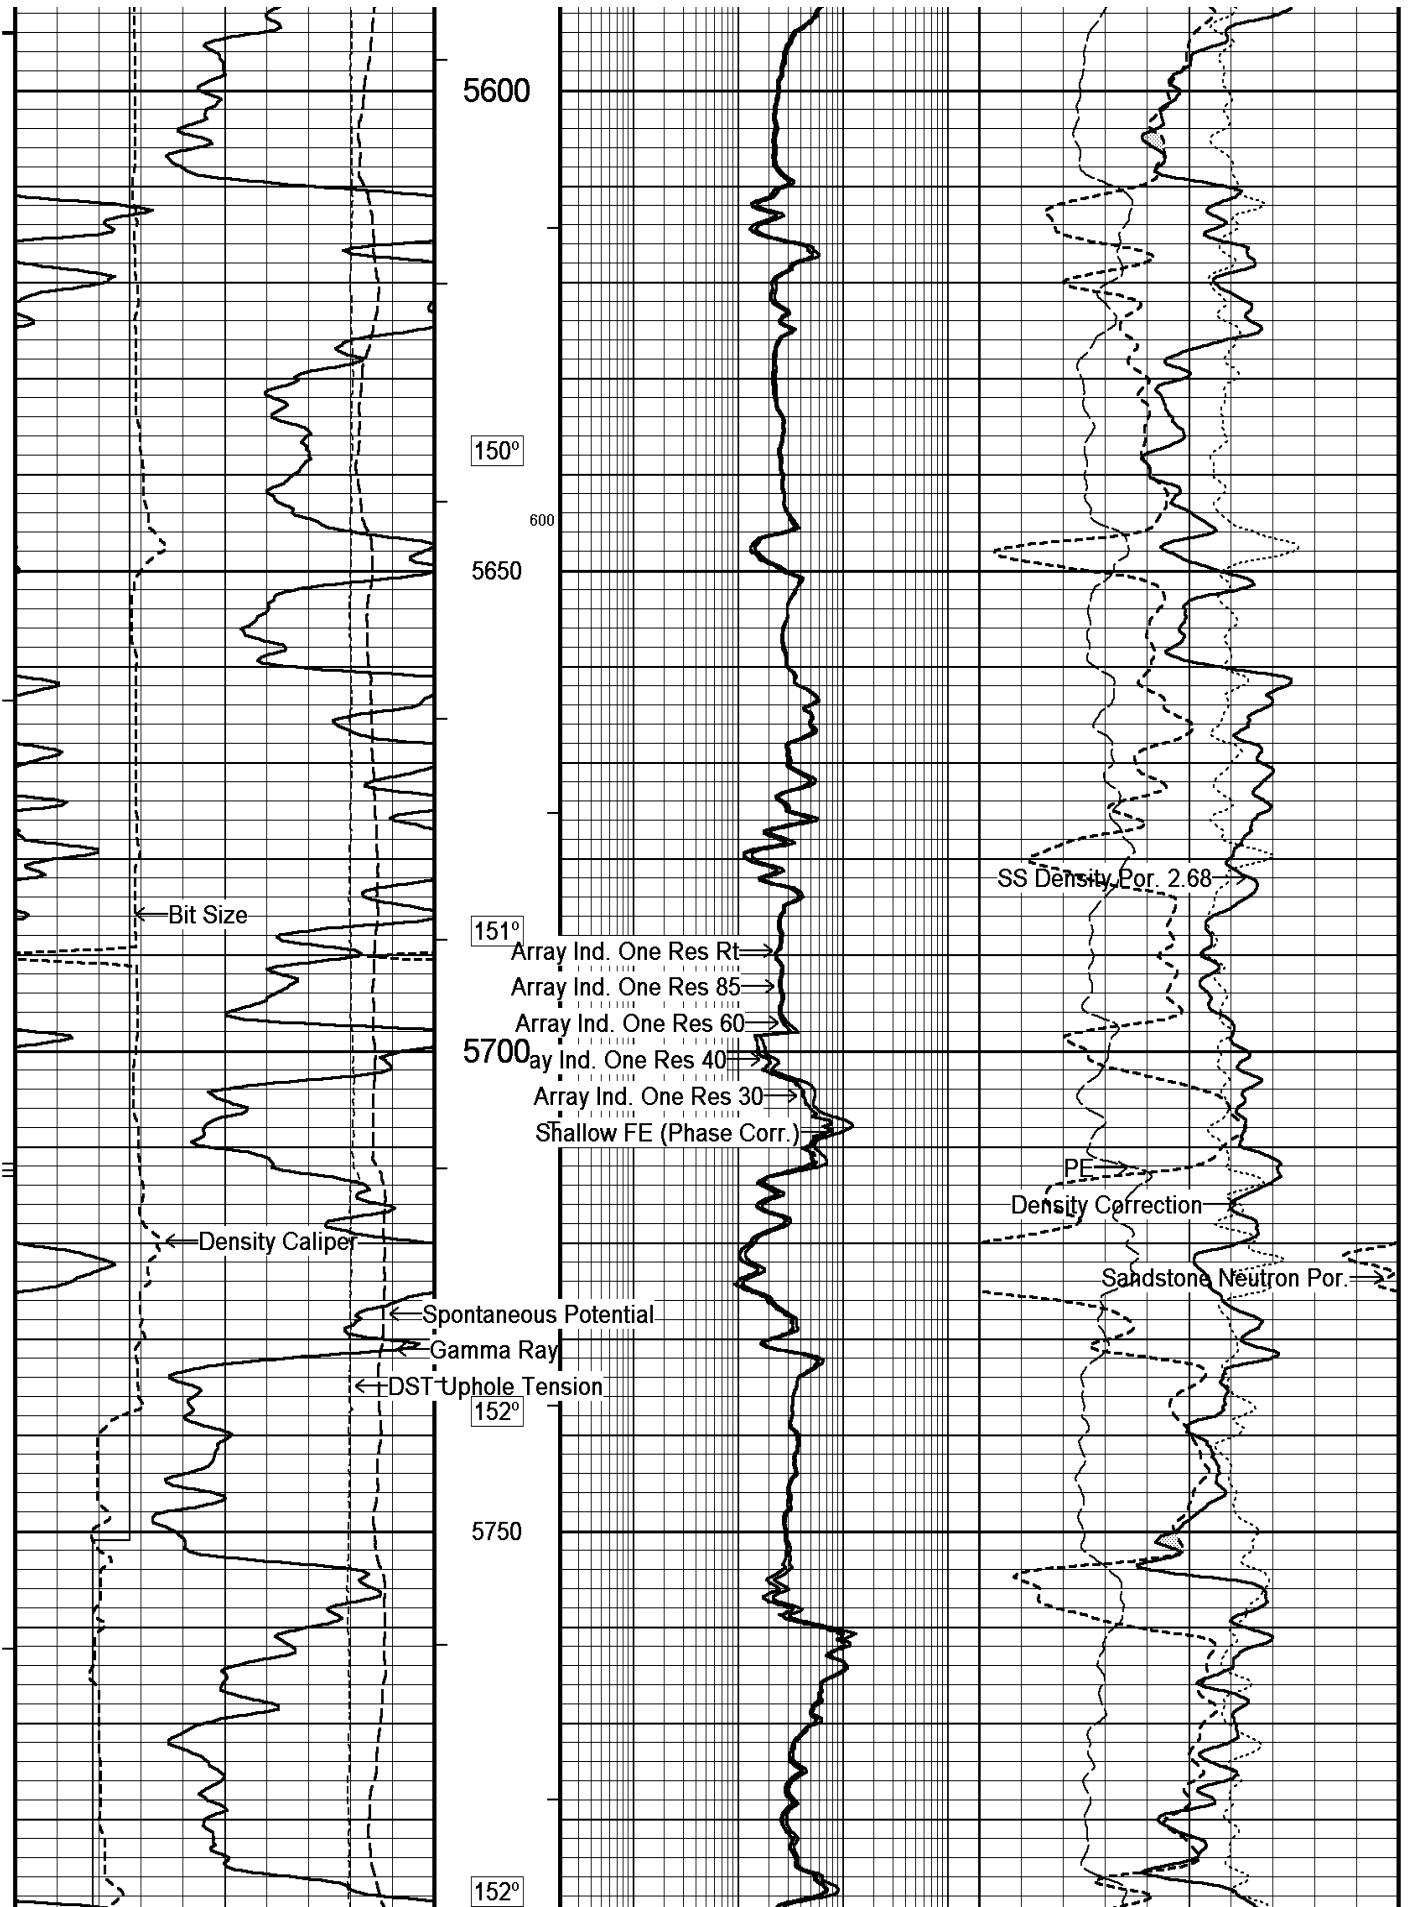 5600
150°
600
5650
SS Density Por. 2.68
Bit Size
151°
Array Ind. One Res Rt
Array Ind. One Res 85
Array Ind. One Res 60
5700
ay Ind. One Res 40
Array Ind. One Res 30
Shallow FE (Phase Corr.)
PE
Density Correction
Density Caliper
Sandstone Neutron Por.
Spontaneous Potential
Gamma Ray
DST Uphole Tension
152°
5750
152°